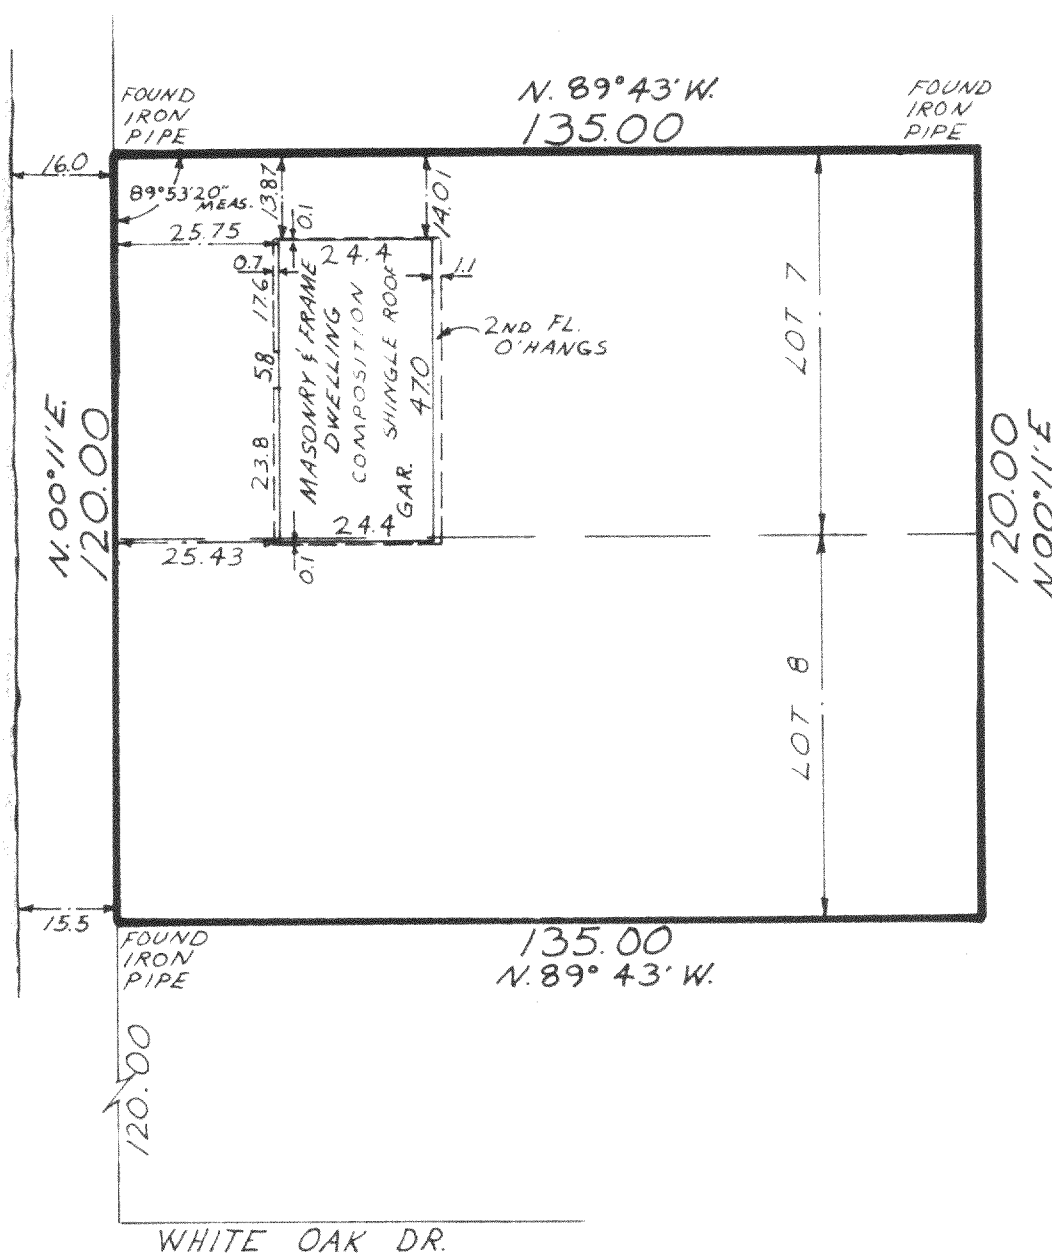 N. 89°43' W.
135.00
FOUND
IRON
PIPE
FOUND
IRON
PIPE
16.0
89°53'20"
MEAS.
13.87
0.1
14.01
25.75
24.4
0.7
1.1
17.6
5.8
23.8
MASONRY & FRAME
DWELLING
COMPOSITION
SHINGLE ROOF
47.0
GAR.
2ND FL.
O'HANGS
LOT 7
N. 00°11' E.
120.00
120.00
N 00°11' E
24.4
25.43
0.1
LOT 8
15.5
FOUND
IRON
PIPE
135.00
N. 89° 43' W.
120.00
WHITE OAK DR.